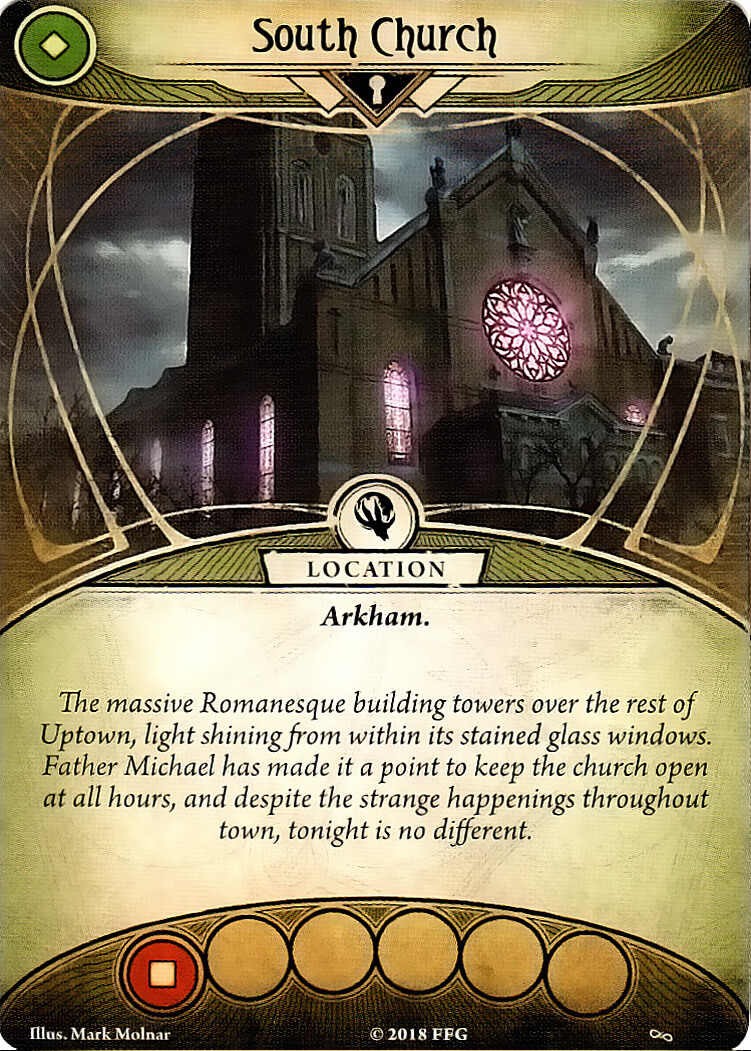 South Church
LOCATION
Arkham.
The massive Romanesque building towers over the rest of
Uptown, light shining from within its stained glass windows.
Father Michael has made it a point to keep the church open
at all hours, and despite the strange happenings throughout
town, tonight is no different.
Illus. Mark Molnar
© 2018 FFG